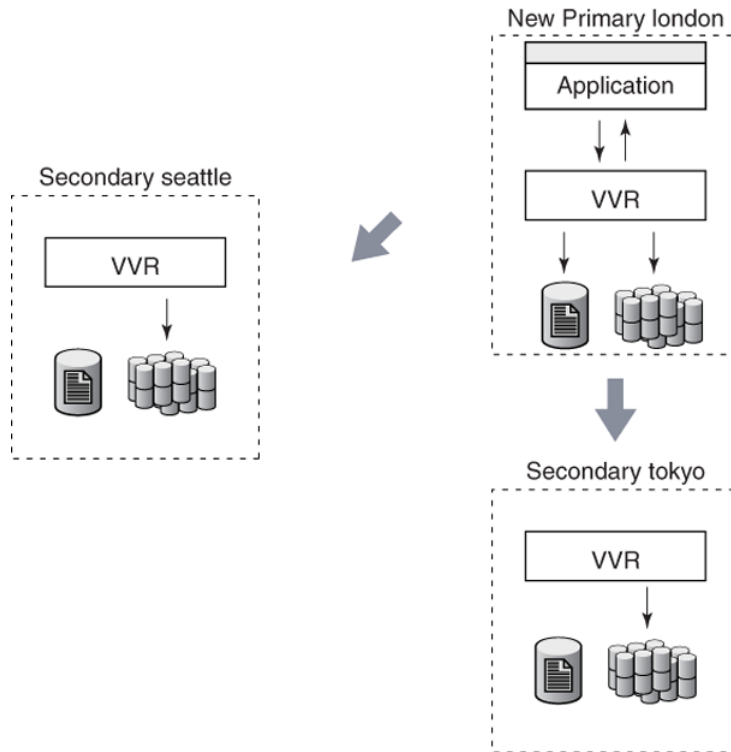 New Primary london
Application
VVR
Secondary seattle
VVR
Secondary tokyo
VVR